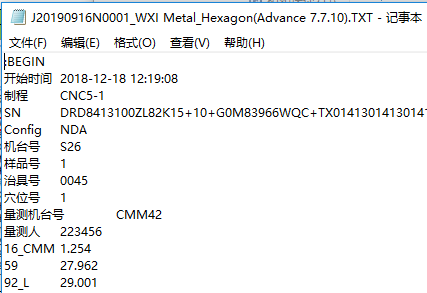 J20190916N0001_WXI Metal_Hexagon(Advance 7.7.10).TXT - 记事本
文件(F) 编辑(E) 格式(O) 查看(V) 帮助(H)
BEGIN
开始时间 2018-12-18 12:19:08
制程 CNC5-1
SN DRD8413100ZL82K15+10+G0M83966WQC+TX0141301413014
Config NDA
机台号 S26
样品号 1
治具号 0045
穴位号 1
量测机台号 CMM42
量测人 223456
16_CMM 1.254
59 27.962
92_L 29.001